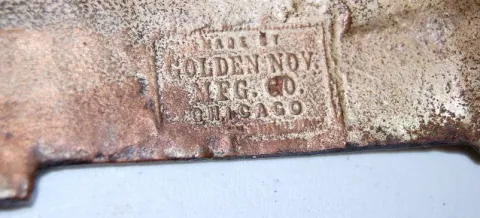 MADE BY
GOLDEN NOV.
MFG. CO.
CHICAGO